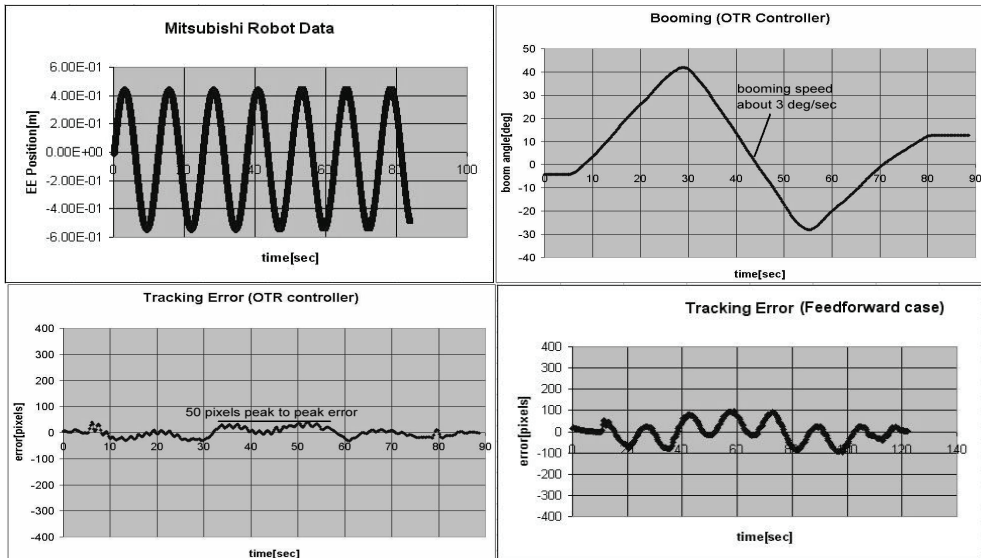 Mitsubishi Robot Data
6.00E-01
4.00E-01
2.00E-01
0.00E+00
-2.00E-01
-4.00E-01
-6.00E-01
EE Position[m]
0 20 40 60 80 100
time[sec]
Booming (OTR Controller)
50
40
30
20
10
0
-10
-20
-30
-40
boom angle[deg]
booming speed
about 3 deg/sec
0 10 20 30 40 50 60 70 80 90
time[sec]
Tracking Error (OTR controller)
400
300
200
100
0
-100
-200
-300
-400
error[pixels]
50 pixels peak to peak error
0 10 20 30 40 50 60 70 80 90
time[sec]
Tracking Error (Feedforward case)
400
300
200
100
0
-100
-200
-300
-400
error[pixels]
0 20 40 60 80 100 120 140
time[sec]